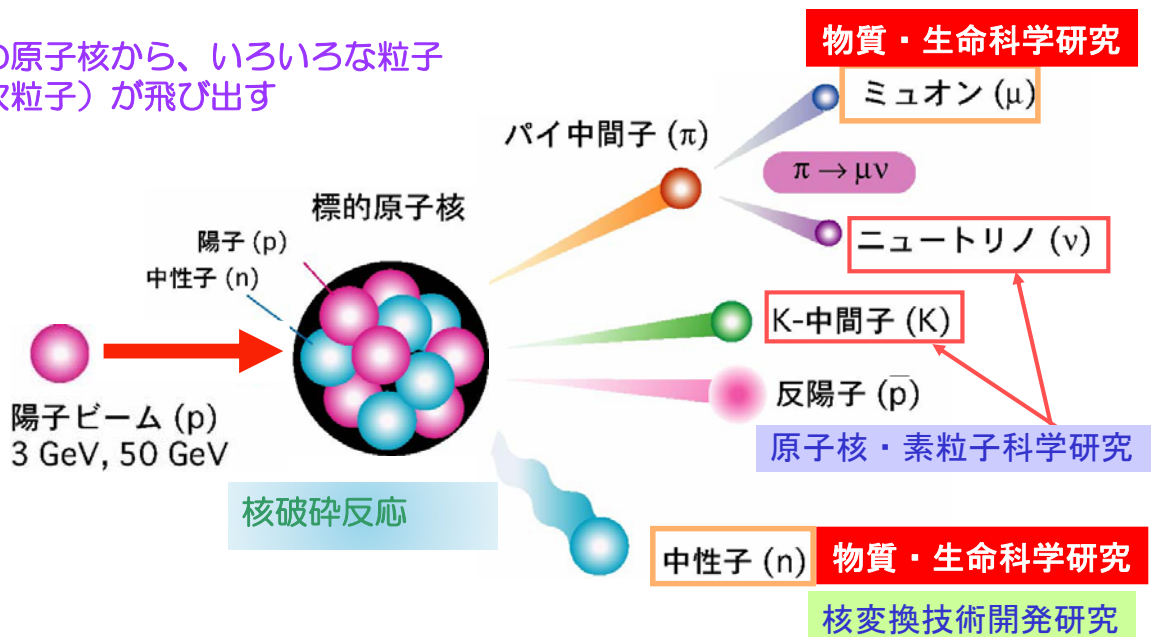 の原子核から、いろいろな粒子
次粒子）が飛び出す
物質・生命科学研究
ミュオン (μ)
パイ中間子 (π)
π → μν
標的原子核
陽子 (p)
中性子 (n)
ニュートリノ (ν)
K-中間子 (K)
反陽子 (p̅)
陽子ビーム (p)
3 GeV, 50 GeV
原子核・素粒子科学研究
核破砕反応
中性子 (n)
物質・生命科学研究
核変換技術開発研究